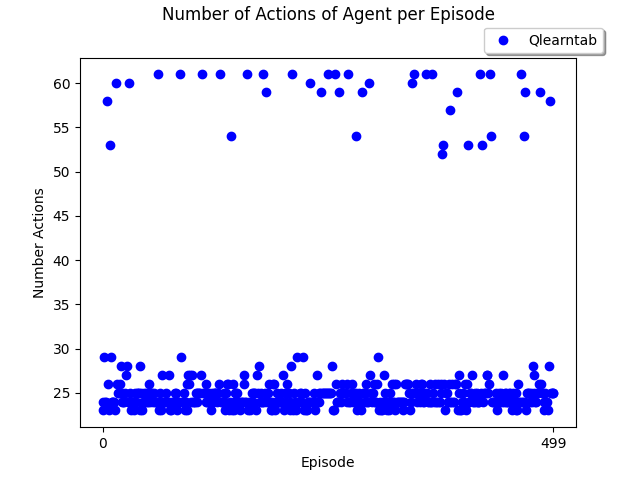 Number of Actions of Agent per Episode
Qlearntab
60
55
50
45
40
35
30
25
Number Actions
0
499
Episode